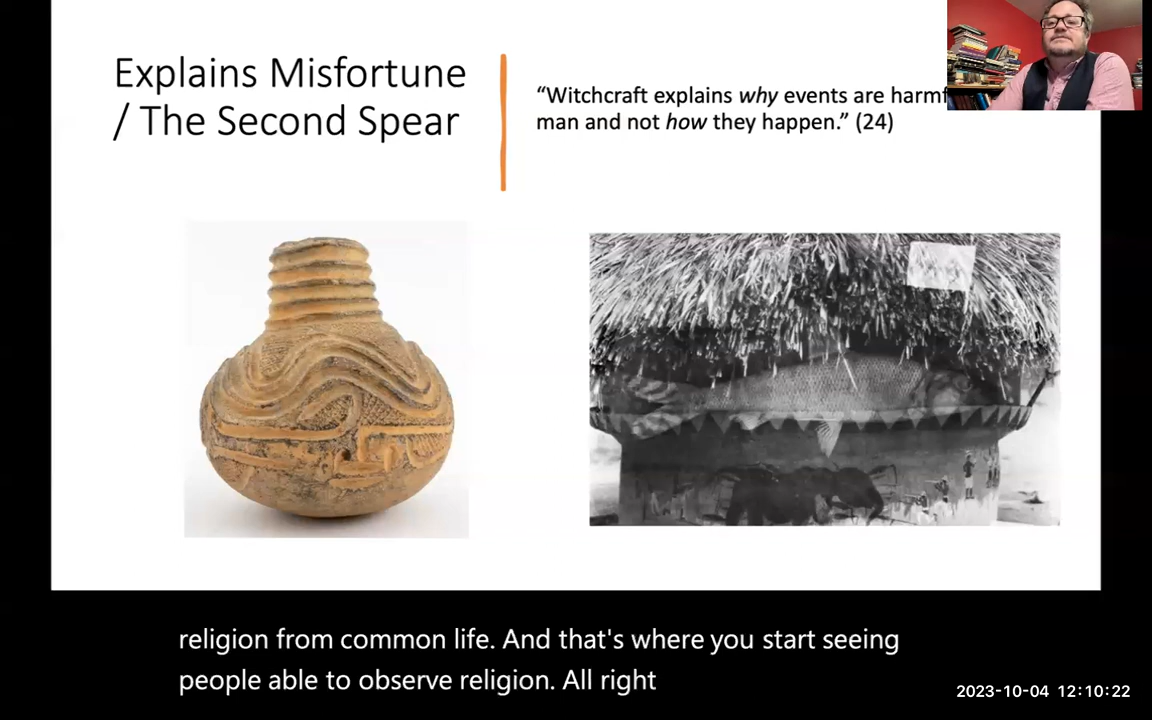 Explains Misfortune
/ The Second Spear
“Witchcraft explains why events are harmf
man and not how they happen.” (24)
religion from common life. And that's where you start seeing
people able to observe religion. All right
2023-10-04 12:10:22